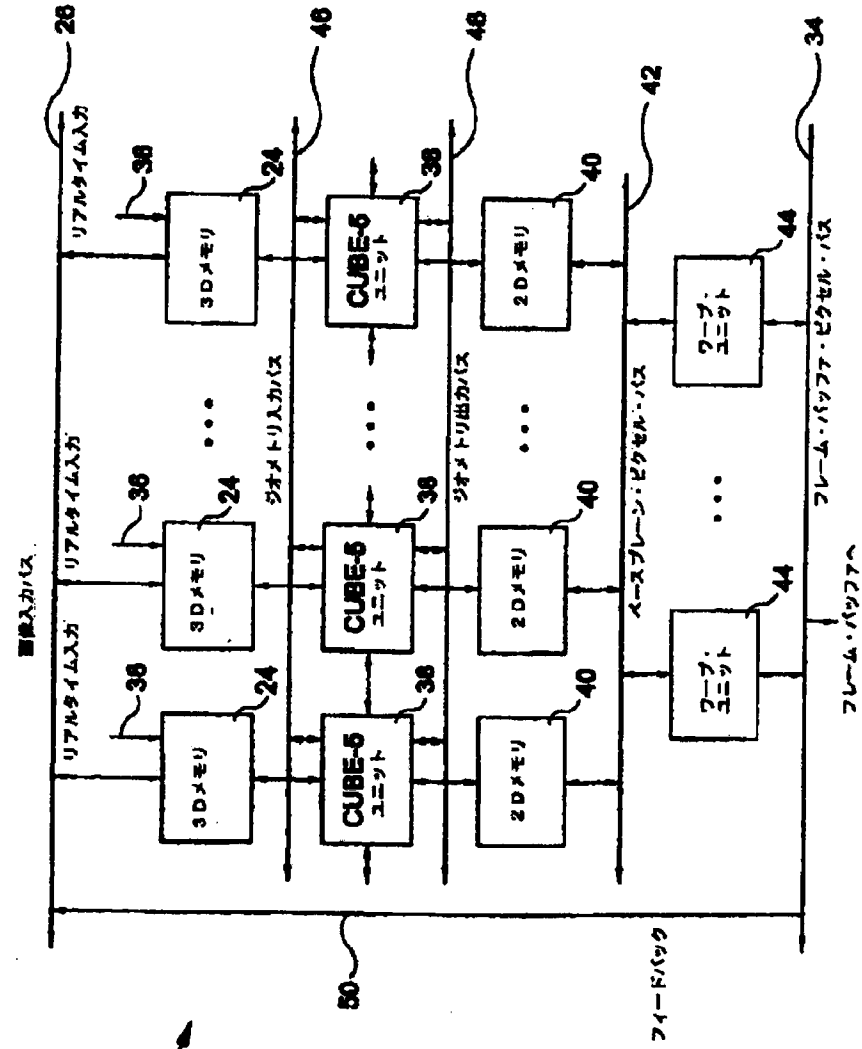 画像入力バス
26
リアルタイム入力
リアルタイム入力
リアルタイム入力
36
36
36
24
24
24
3Dメモリ
3Dメモリ
3Dメモリ
ジオメトリ入力バス
46
38
38
38
CUBE-5
ユニット
CUBE-5
ユニット
CUBE-5
ユニット
50
ジオメトリ出力バス
48
2Dメモリ
2Dメモリ
2Dメモリ
40
40
40
ベースプレーン・ピクセル・バス
42
フィードバック
ワープ・
ユニット
ワープ・
ユニット
44
44
フレーム・バッファ・ピクセル・バス
34
フレーム・バッファへ